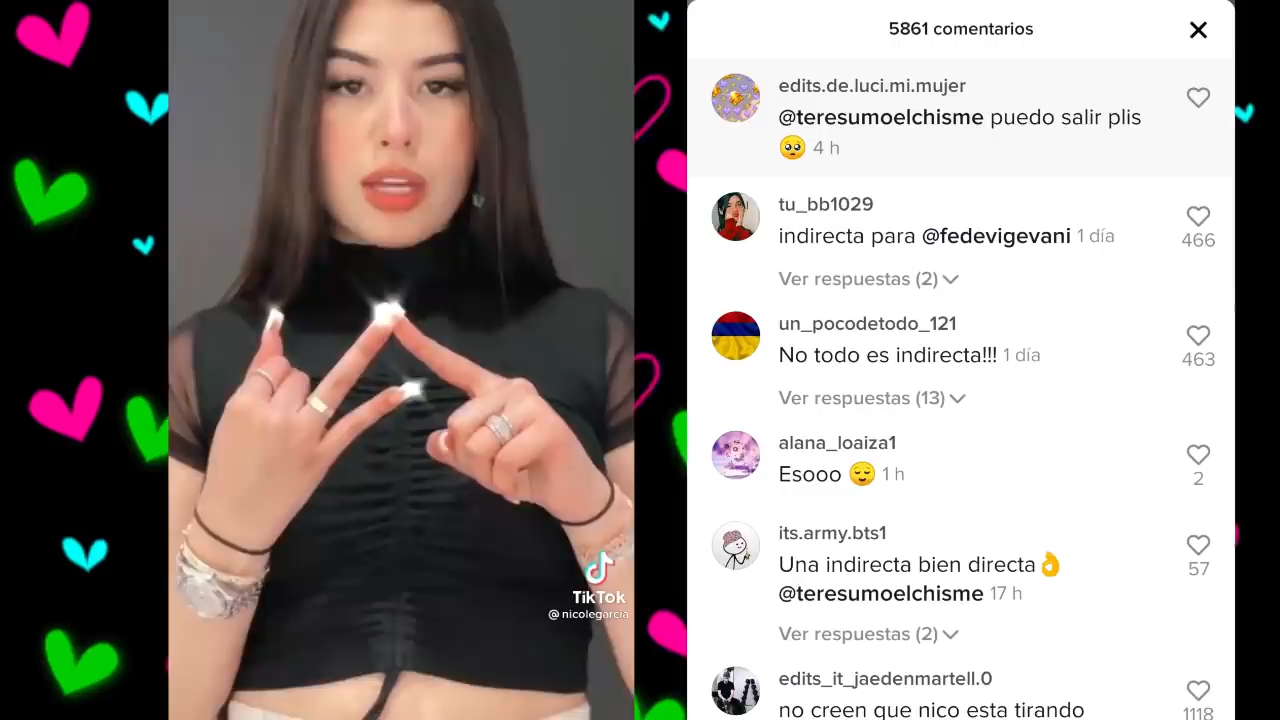 TikTok
@nicolegarcia
5861 comentarios
edits.de.luci.mi.mujer
@teresumoelchisme puedo salir plis
🥺 4 h
tu_bb1029
indirecta para @fedevigevani 1 día
466
Ver respuestas (2)
un_pocodetodo_121
No todo es indirecta!!! 1 día
463
Ver respuestas (13)
alana_loaiza1
Esooo 😌 1 h
2
its.army.bts1
Una indirecta bien directa👌
@teresumoelchisme 17 h
57
Ver respuestas (2)
edits_it_jaedenmartell.0
no creen que nico esta tirando
1118